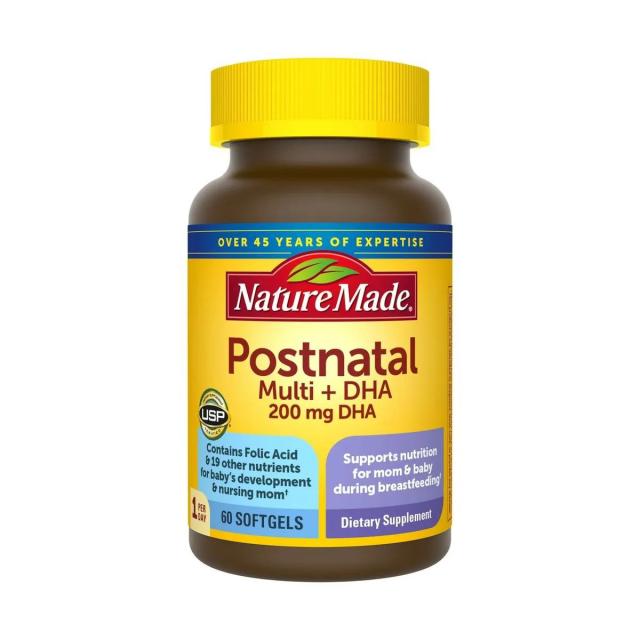 OVER 45 YEARS OF EXPERTISE
Nature Made®
Postnatal
Multi + DHA
200 mg DHA
USP
Contains Folic Acid
& 19 other nutrients
for baby's development
& nursing mom†
1 PER DAY
60 SOFTGELS
Supports nutrition
for mom & baby
during breastfeeding†
Dietary Supplement